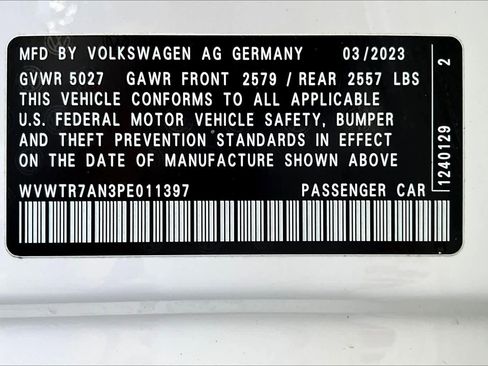 MFD BY VOLKSWAGEN AG GERMANY 03/2023
GVWR 5027 GAWR FRONT 2579 / REAR 2557 LBS
THIS VEHICLE CONFORMS TO ALL APPLICABLE
U.S. FEDERAL MOTOR VEHICLE SAFETY, BUMPER
AND THEFT PREVENTION STANDARDS IN EFFECT
ON THE DATE OF MANUFACTURE SHOWN ABOVE
WVWTR7AN3PE011397 PASSENGER CAR
1240129 2